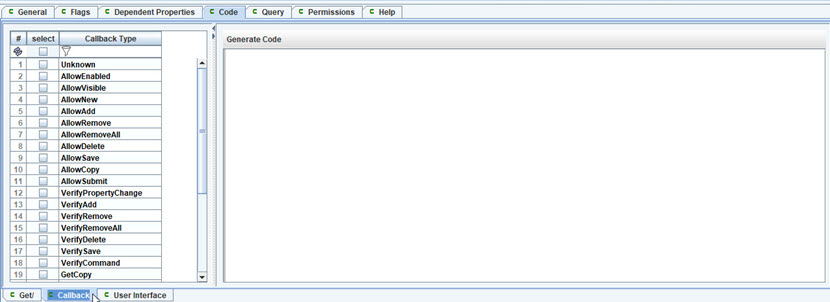 General Flags Dependent Properties Code Query Permissions Help
# select Callback Type
Generate Code
1 Unknown
2 AllowEnabled
3 AllowVisible
4 AllowNew
5 AllowAdd
6 AllowRemove
7 AllowRemoveAll
8 AllowDelete
9 AllowSave
10 AllowCopy
11 AllowSubmit
12 VerifyPropertyChange
13 VerifyAdd
14 VerifyRemove
15 VerifyRemoveAll
16 VerifyDelete
17 VerifySave
18 VerifyCommand
19 GetCopy
Get/ Callback User Interface